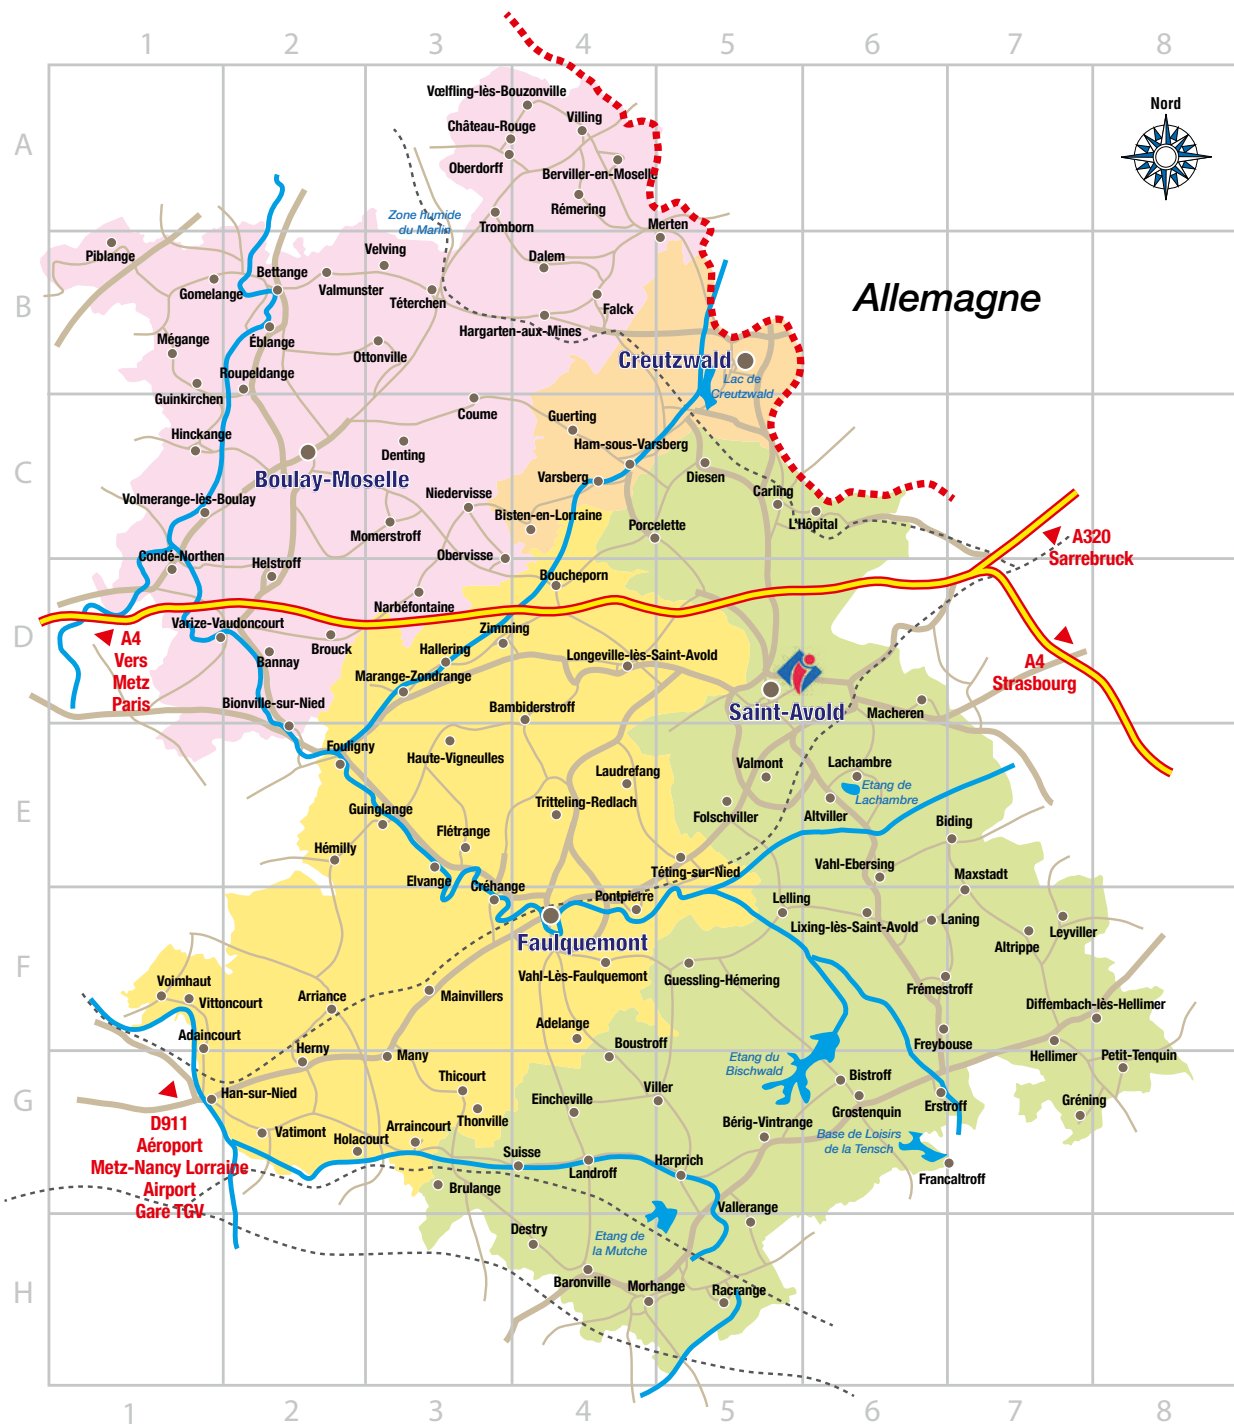 1 2 3 4 5 6 7 8
Nord
A
Vœlfling-lès-Bouzonville
Villing
Château-Rouge
Oberdorff
Berviller-en-Moselle
Rémering
Zone humide
du Marlin
Tromborn
Merten
B
Piblange
Velving
Dalem
Bettange
Gomelange
Valmunster
Téterchen
Falck
Allemagne
Hargarten-aux-Mines
Mégange
Éblange
Ottonville
Creutzwald
Roupeldange
Lac de
Creutzwald
Guinkirchen
C
Coume
Guerting
Hinckange
Ham-sous-Varsberg
Denting
Boulay-Moselle
Varsberg
Diesen
Niedervisse
Carling
Volmerange-lès-Boulay
Bisten-en-Lorraine
Porcelette
L'Hôpital
Momerstroff
A320
Sarrebruck
Condé-Northen
Obervisse
Helstroff
Boucheporn
D
Narbéfontaine
Varize-Vaudoncourt
Zimming
A4
Vers
Metz
Paris
Brouck
Hallering
Longeville-lès-Saint-Avold
Bannay
A4
Strasbourg
Marange-Zondrange
Bionville-sur-Nied
Bambiderstroff
Saint-Avold
Macheren
E
Fouligny
Haute-Vigneulles
Valmont
Lachambre
Laudrefang
Etang de
Lachambre
Guinglange
Tritteling-Redlach
Folschviller
Altviller
Biding
Flétrange
Hémilly
Vahl-Ebersing
Elvange
Créhange
Téting-sur-Nied
Maxstadt
F
Pontpierre
Lelling
Faulquemont
Lixing-lès-Saint-Avold
Laning
Altrippe
Leyviller
Vahl-Lès-Faulquemont
Guessling-Hémering
Voimhaut
Vittoncourt
Arriance
Mainvillers
Frémestroff
Diffembach-lès-Hellimer
Adaincourt
Adelange
Boustroff
Freybouse
Herny
Many
Etang du
Bischwald
Hellimer
Petit-Tenquin
G
Han-sur-Nied
Thicourt
Viller
Bistroff
Eincheville
Grostenquin
Erstroff
Gréning
D911
Aéroport
Metz-Nancy Lorraine
Airport
Gare TGV
Thonville
Bérig-Vintrange
Vatimont
Holacourt
Arraincourt
Base de Loisirs
de la Tensch
Suisse
Landroff
Harprich
Francaltroff
Brulange
Vallerange
H
Destry
Etang de
la Mutche
Baronville
Morhange
Racrange
1 2 3 4 5 6 7 8